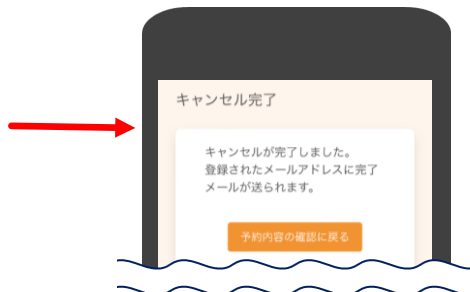 キャンセル完了
キャンセルが完了しました。
登録されたメールアドレスに完了
メールが送られます。
予約内容の確認に戻る